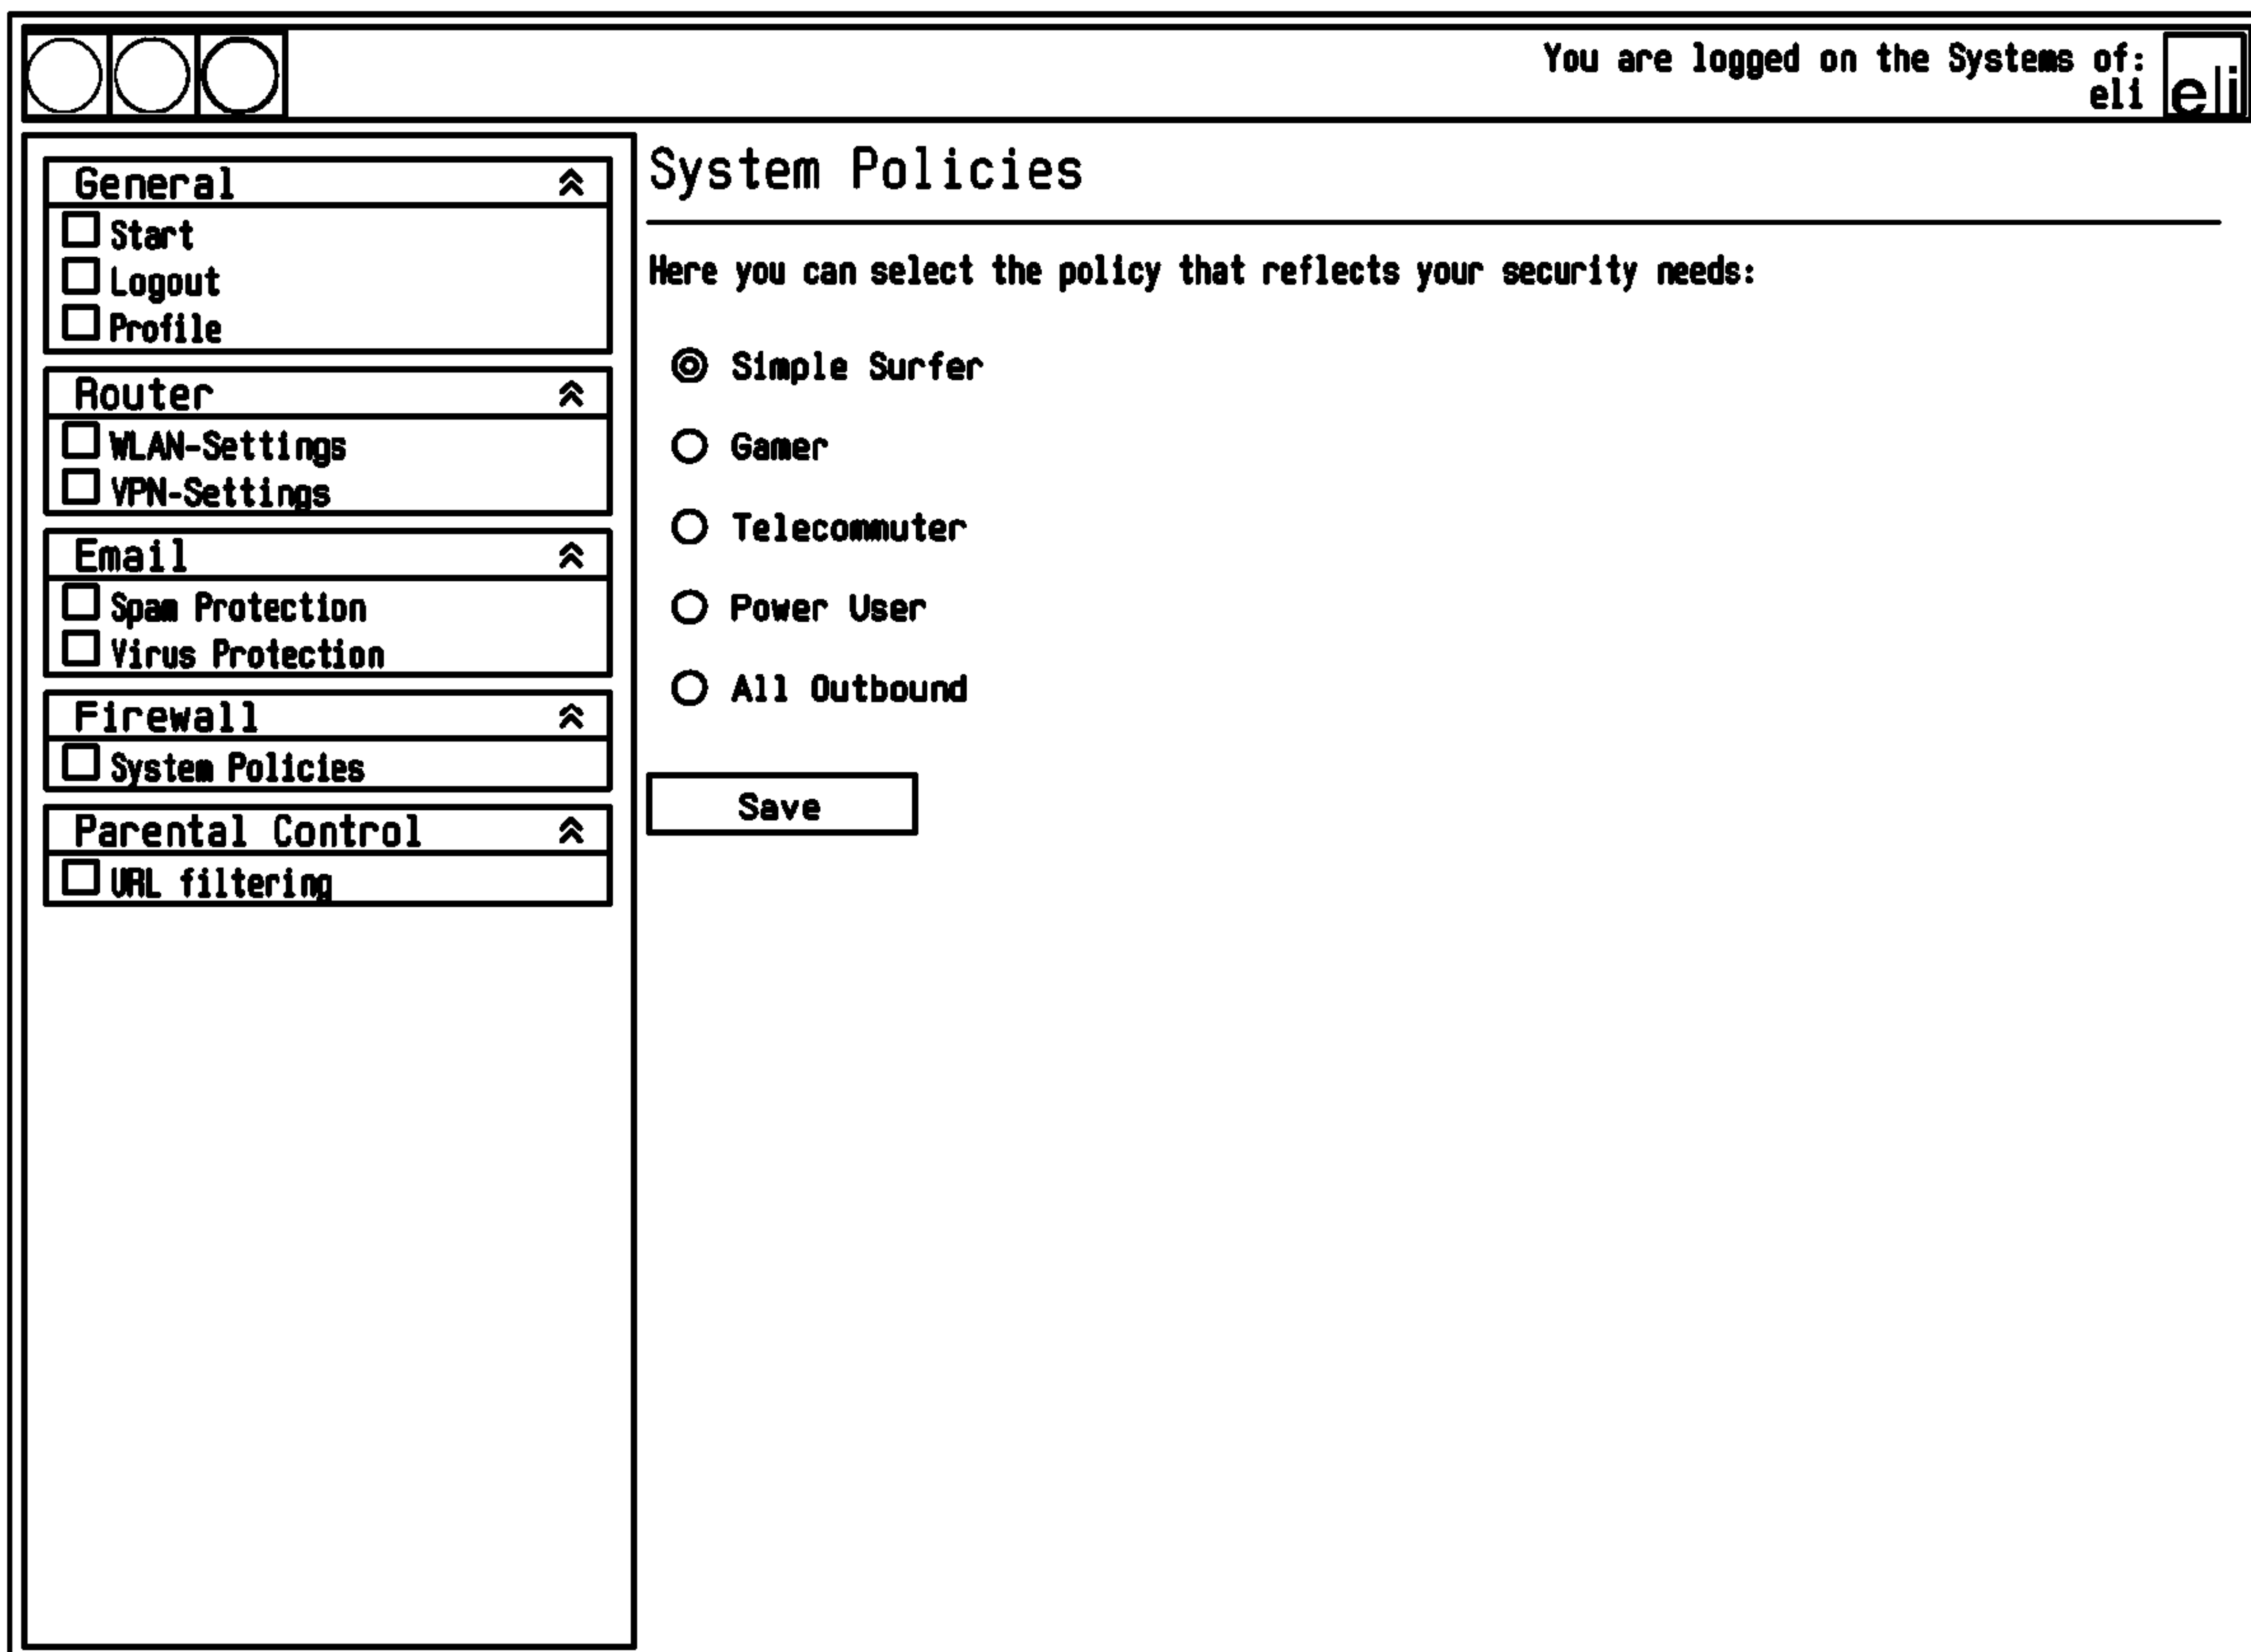 You are logged on the Systems of:
eli
eli
General
Start
Logout
Profile
Router
WLAN-Settings
VPN-Settings
Email
Spam Protection
Virus Protection
Firewall
System Policies
Parental Control
URL filtering
System Policies
Here you can select the policy that reflects your security needs:
Simple Surfer
Gamer
Telecommuter
Power User
All Outbound
Save